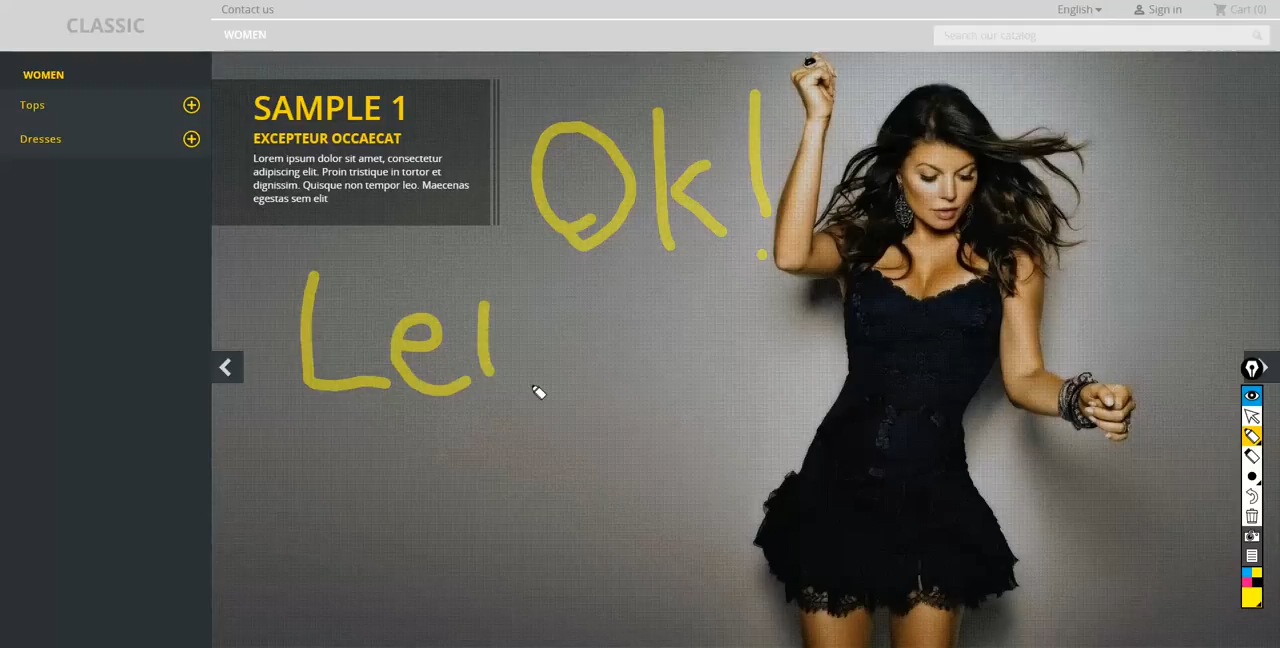 CLASSIC
Contact us
English
Sign in
Cart (0)
WOMEN
Search our catalog
WOMEN
Tops
Dresses
SAMPLE 1
EXCEPTEUR OCCAECAT
Lorem ipsum dolor sit amet, consectetur
adipiscing elit. Proin tristique in tortor et
dignissim. Quisque non tempor leo. Maecenas
egestas sem elit
Ok!
Lel